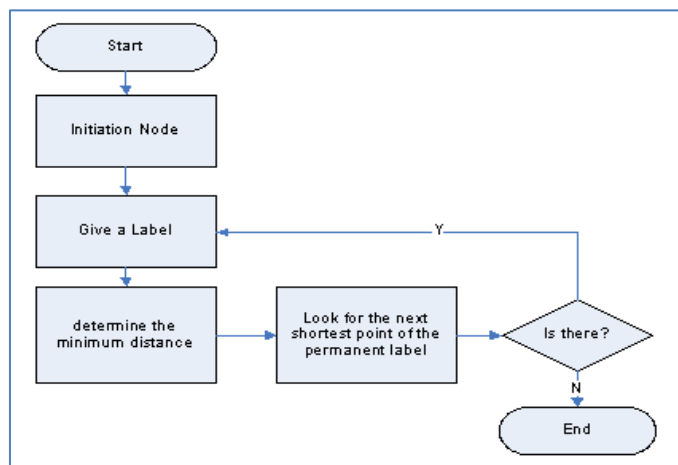 Start
Initiation Node
Give a Label
Y
determine the
minimum distance
Look for the next
shortest point of the
permanent label
Is there?
N
End